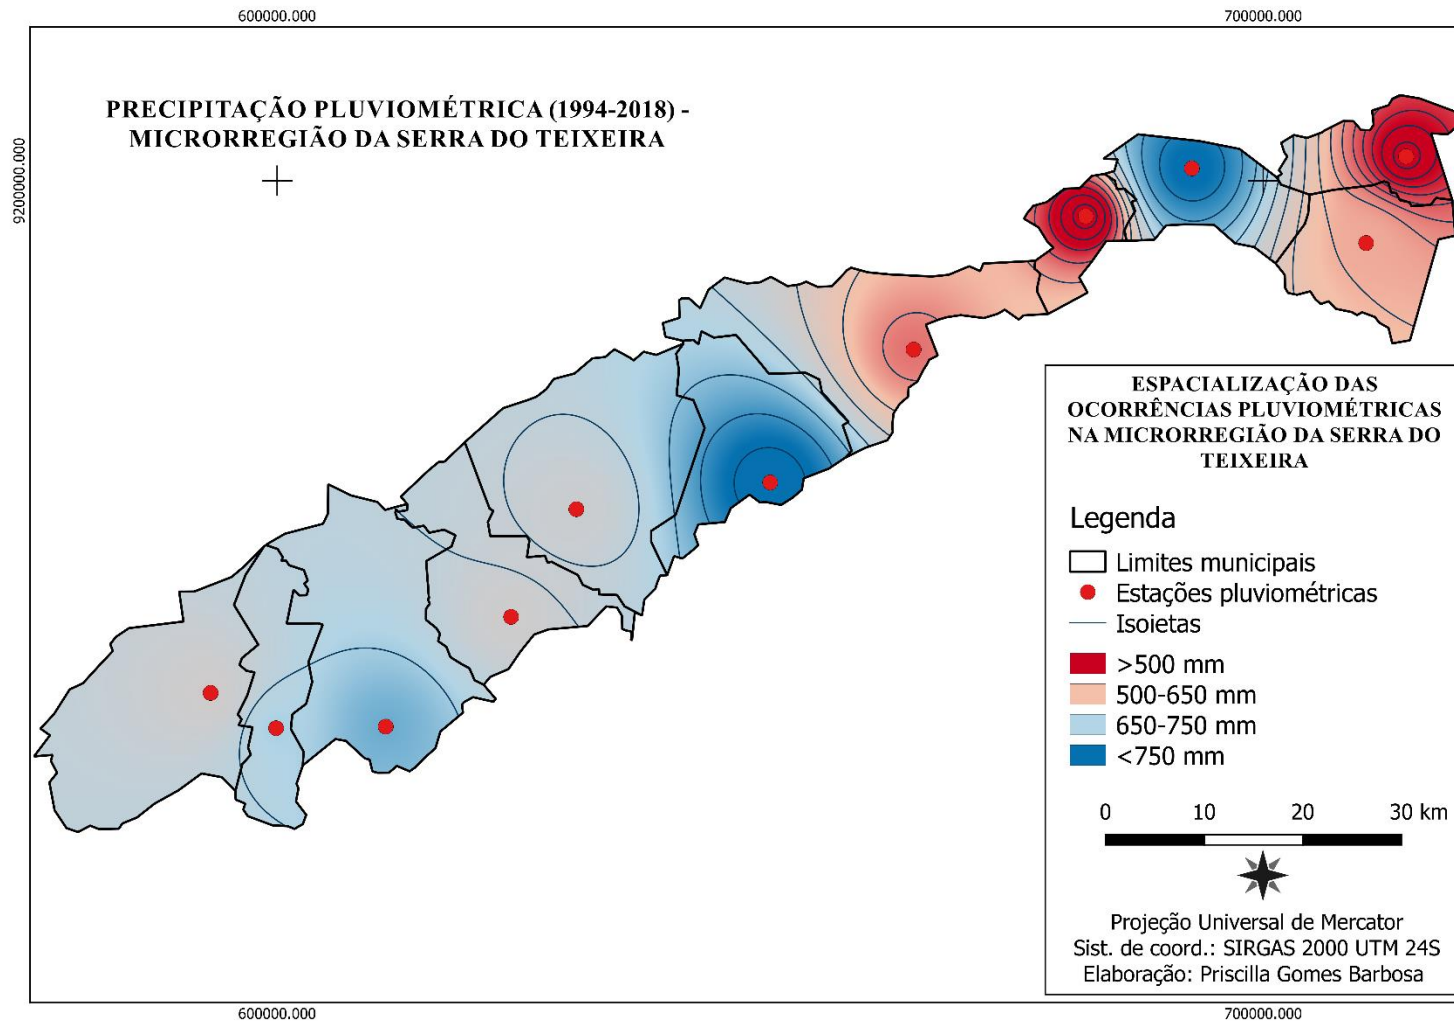 600000.000
700000.000
PRECIPITAÇÃO PLUVIOMÉTRICA (1994-2018) -
MICRORREGIÃO DA SERRA DO TEIXEIRA
9200000.000
ESPACIALIZAÇÃO DAS
OCORRÊNCIAS PLUVIOMÉTRICAS
NA MICRORREGIÃO DA SERRA DO
TEIXEIRA
Legenda
Limites municipais
Estações pluviométricas
Isoietas
>500 mm
500-650 mm
650-750 mm
<750 mm
0 10 20 30 km
Projeção Universal de Mercator
Sist. de coord.: SIRGAS 2000 UTM 24S
Elaboração: Priscilla Gomes Barbosa
600000.000
700000.000